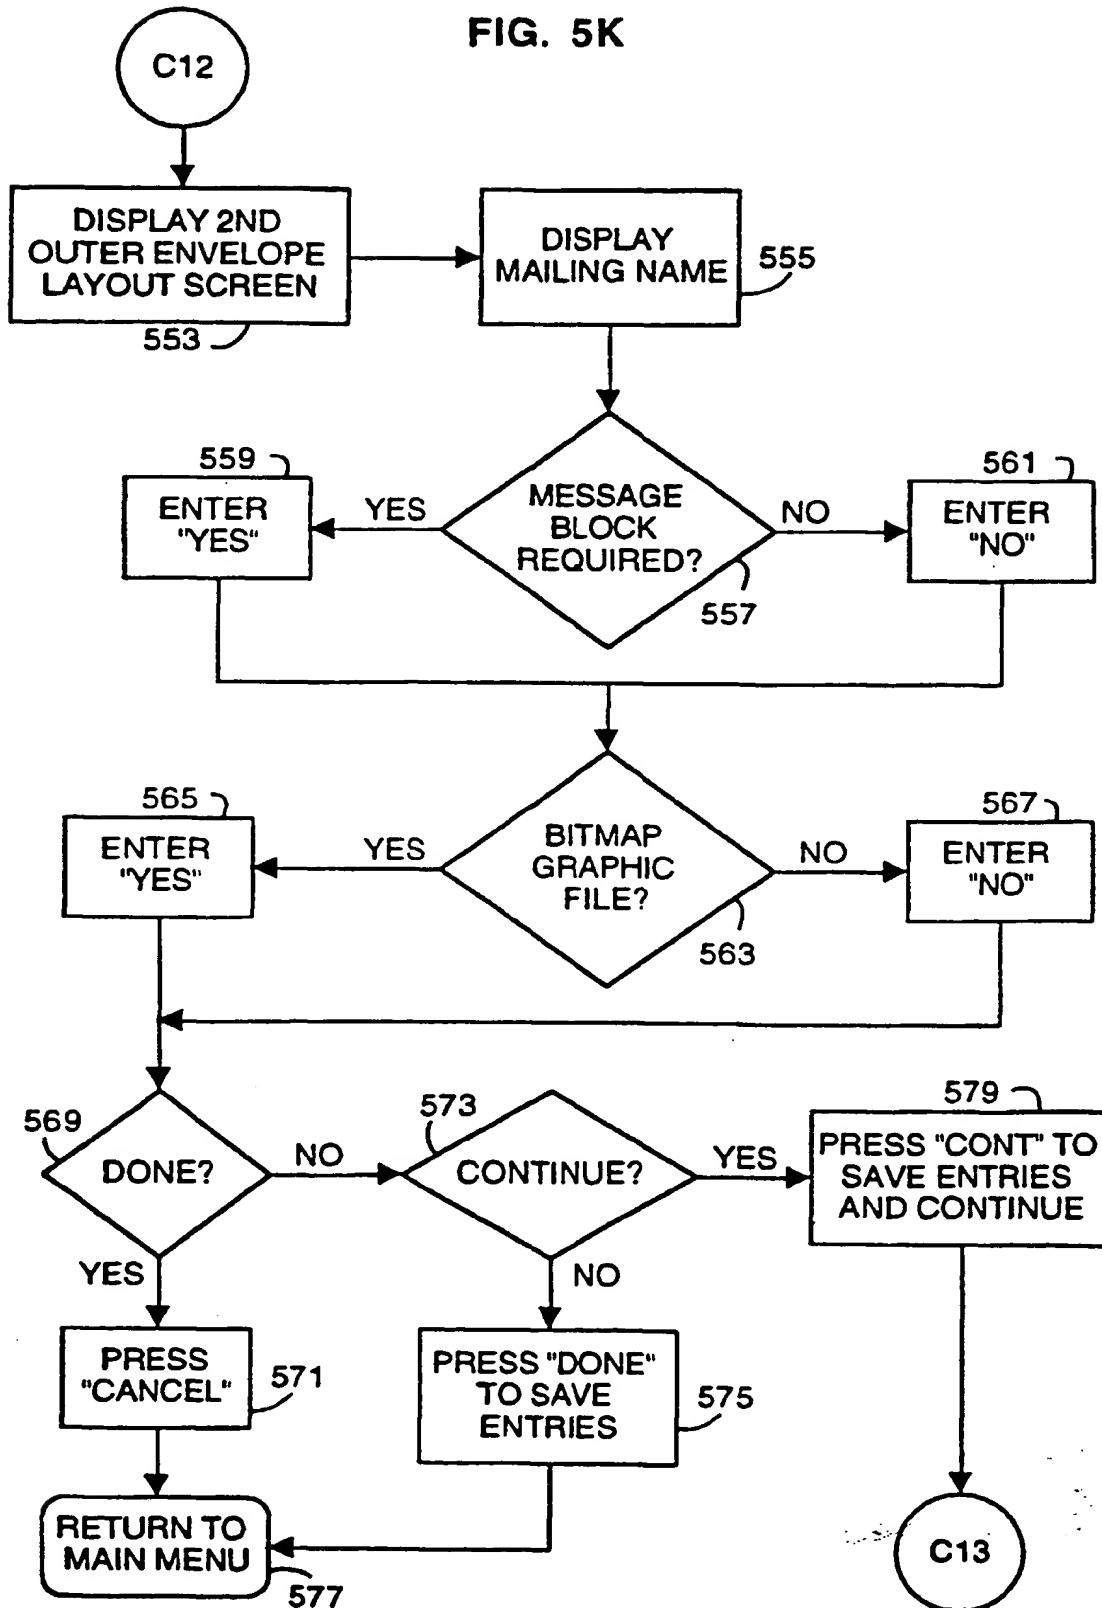 FIG. 5K
C12
DISPLAY 2ND
OUTER ENVELOPE
LAYOUT SCREEN
553
DISPLAY
MAILING NAME
555
559
ENTER
"YES"
YES
MESSAGE
BLOCK
REQUIRED?
557
NO
561
ENTER
"NO"
565
ENTER
"YES"
YES
BITMAP
GRAPHIC
FILE?
563
NO
567
ENTER
"NO"
569
DONE?
NO
573
CONTINUE?
YES
579
PRESS "CONT" TO
SAVE ENTRIES
AND CONTINUE
YES
NO
PRESS
"CANCEL"
571
PRESS "DONE"
TO SAVE
ENTRIES
575
RETURN TO
MAIN MENU
577
C13